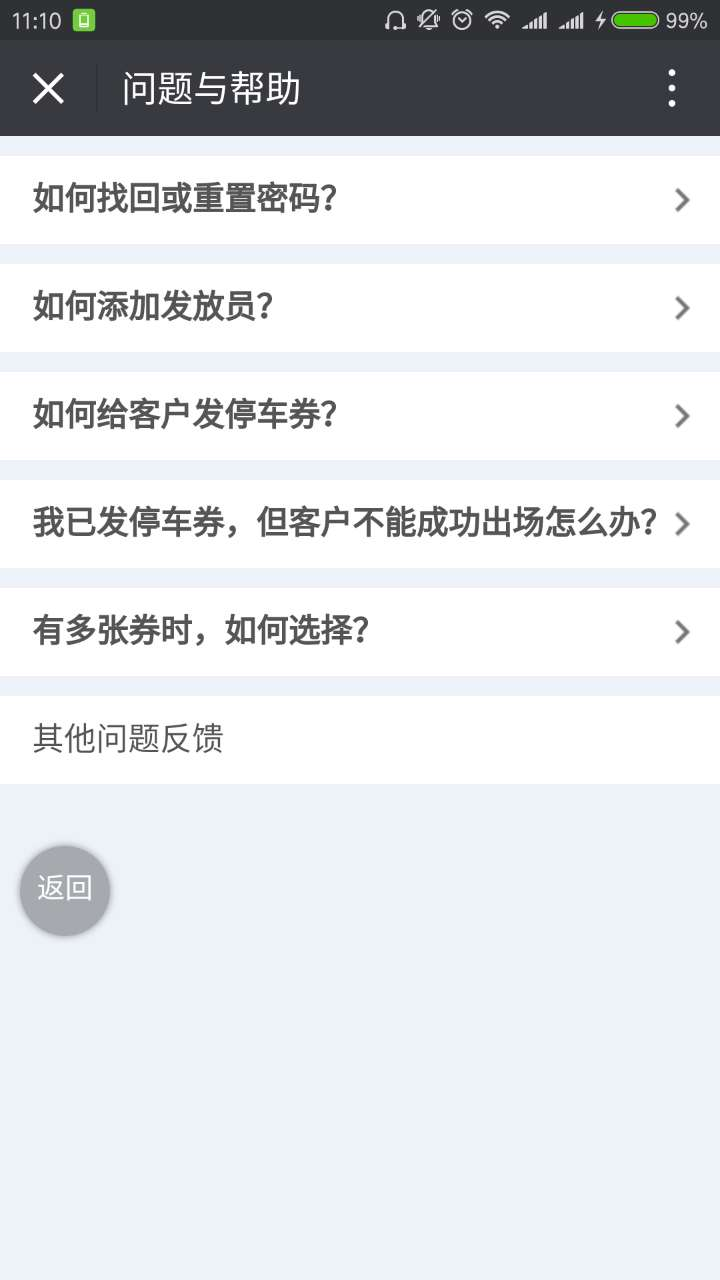 11:10
99%
问题与帮助
如何找回或重置密码？
如何添加发放员？
如何给客户发停车券？
我已发停车券，但客户不能成功出场怎么办？
有多张券时，如何选择？
其他问题反馈
返回